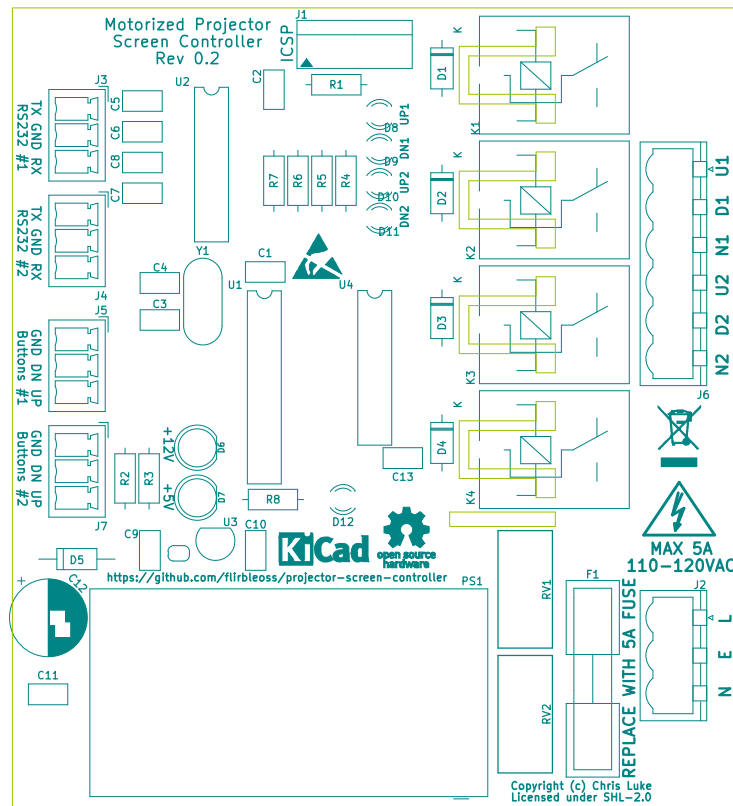 Motorized Projector
Screen Controller
Rev 0.2
J1
ICSP
C2
R1
K
D1
K1
J3
TX GND RX
RS232 #1
C5
C6
C8
C7
U2
UP1
D8
DN1
D9
UP2
D10
DN2
D11
R7
R6
R5
R4
D2
K2
U1
D1
N1
U2
D2
N2
J6
TX GND RX
RS232 #2
J4
Y1
C4
C3
C1
U1
U4
K
D3
K3
J5
GND DN UP
Buttons #1
K
D4
K4
J7
GND DN UP
Buttons #2
R2
R3
+12V
D6
+5V
D7
R8
C13
D12
C9
U3
C10
KiCad
open source
hardware
MAX 5A
110-120VAC
D5
https://github.com/flirbleoss/projector-screen-controller
+
C12
PS1
RV1
F1
REPLACE WITH 5A FUSE
J2
L
E
N
C11
RV2
Copyright (c) Chris Luke
Licensed under SHL-2.0